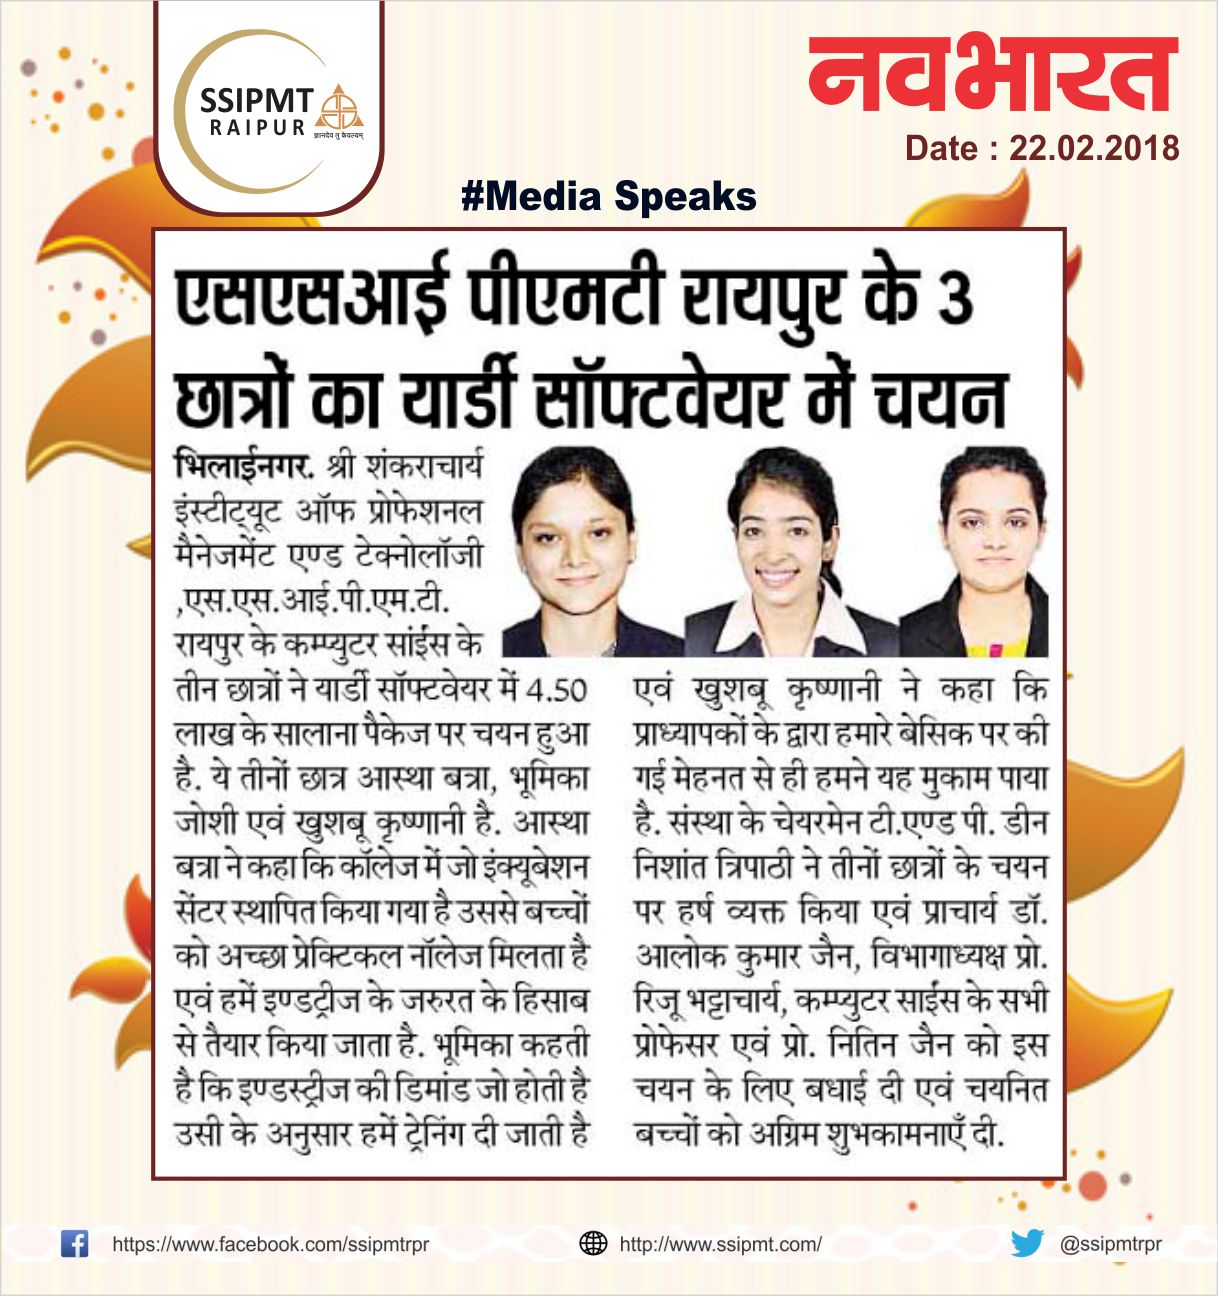 SSIPMT
RAIPUR
ज्ञानदेव तु कैवल्यम्
नवभारत
Date : 22.02.2018
#Media Speaks
एसएसआई पीएमटी रायपुर के 3
छात्रों का यार्डी सॉफ्टवेयर में चयन
भिलाईनगर. श्री शंकराचार्य
इंस्टीट्यूट ऑफ प्रोफेशनल
मैनेजमेंट एण्ड टेक्नोलॉजी
,एस.एस.आई.पी.एम.टी.
रायपुर के कम्प्युटर सांईंस के
तीन छात्रों ने यार्डी सॉफ्टवेयर में 4.50
लाख के सालाना पैकेज पर चयन हुआ
है. ये तीनों छात्र आस्था बत्रा, भूमिका
जोशी एवं खुशबू कृष्णानी है. आस्था
बत्रा ने कहा कि कॉलेज में जो इंक्यूबेशन
सेंटर स्थापित किया गया है उससे बच्चों
को अच्छा प्रेक्टिकल नॉलेज मिलता है
एवं हमें इण्डट्रीज के जरुरत के हिसाब
से तैयार किया जाता है. भूमिका कहती
है कि इण्डस्ट्रीज की डिमांड जो होती है
उसी के अनुसार हमें ट्रेनिंग दी जाती है
एवं खुशबू कृष्णानी ने कहा कि
प्राध्यापकों के द्वारा हमारे बेसिक पर की
गई मेहनत से ही हमने यह मुकाम पाया
है. संस्था के चेयरमेन टी.एण्ड पी. डीन
निशांत त्रिपाठी ने तीनों छात्रों के चयन
पर हर्ष व्यक्त किया एवं प्राचार्य डॉ.
आलोक कुमार जैन, विभागाध्यक्ष प्रो.
रिजू भट्टाचार्य, कम्प्युटर साईंस के सभी
प्रोफेसर एवं प्रो. नितिन जैन को इस
चयन के लिए बधाई दी एवं चयनित
बच्चों को अग्रिम शुभकामनाएँ दी.
https://www.facebook.com/ssipmtrpr
http://www.ssipmt.com/
@ssipmtrpr